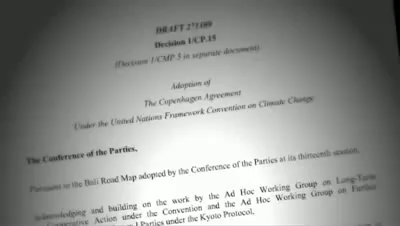 DRAFT 271109
Decision 1/CP.15
(Decision 1/CMP 5 in separate document)
Adoption of
The Copenhagen Agreement
Under the United Nations Framework Convention on Climate Change
The Conference of the Parties,
Pursuant to the Bali Road Map adopted by the Conference of the Parties at its thirteenth session,
acknowledging and building on the work by the Ad Hoc Working Group on Long-Term
Cooperative Action under the Convention and the Ad Hoc Working Group on Further
Parties under the Kyoto Protocol,